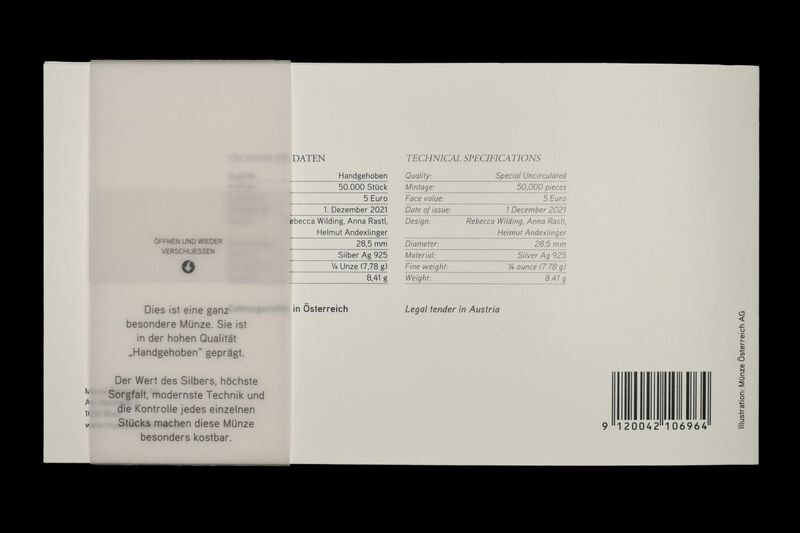 DATEN
Handgehoben
50.000 Stück
5 Euro
1. Dezember 2021
Rebecca Wilding, Anna Rastl,
Helmut Andexlinger
28,5 mm
Silber Ag 925
¼ Unze (7,78 g)
8,41 g
in Österreich
TECHNICAL SPECIFICATIONS
Quality: Special Uncirculated
Mintage: 50,000 pieces
Face value: 5 Euro
Date of issue: 1 December 2021
Design: Rebecca Wilding, Anna Rastl,
Helmut Andexlinger
Diameter: 28.5 mm
Material: Silver Ag 925
Fine weight: ¼ ounce (7.78 g)
Weight: 8.41 g
Legal tender in Austria
ÖFFNEN UND WIEDER
VERSCHLIESSEN
Dies ist eine ganz
besondere Münze. Sie ist
in der hohen Qualität
„Handgehoben“ geprägt.
Der Wert des Silbers, höchste
Sorgfalt, modernste Technik und
die Kontrolle jedes einzelnen
Stücks machen diese Münze
besonders kostbar.
Illustration: Münze Österreich AG
9 120042 106964